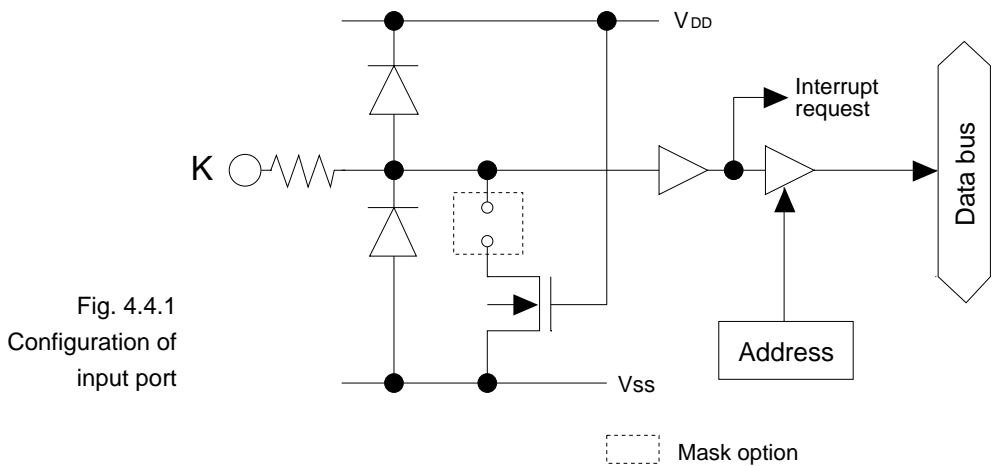 VDD
Interrupt
request
K
Data bus
Fig. 4.4.1
Configuration of
input port
Address
Vss
Mask option